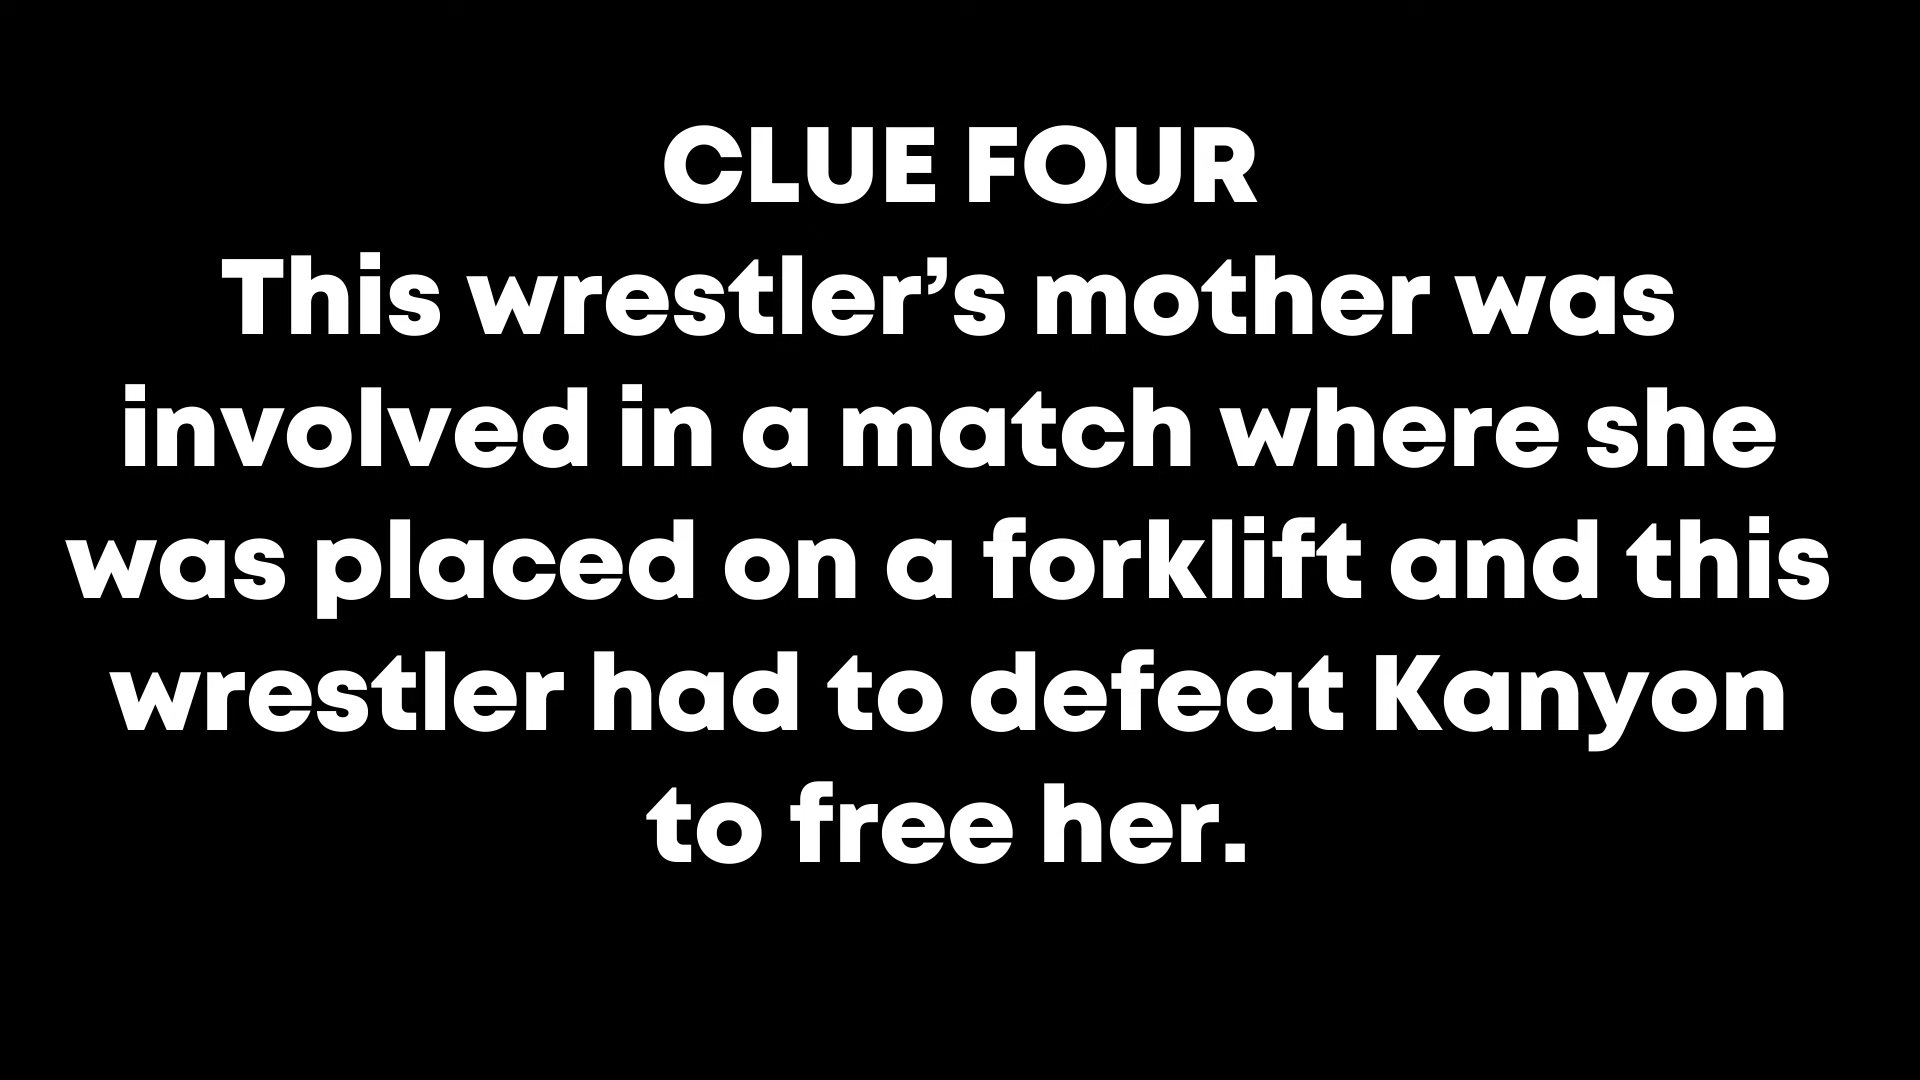 CLUE FOUR
This wrestler’s mother was
involved in a match where she
was placed on a forklift and this
wrestler had to defeat Kanyon
to free her.